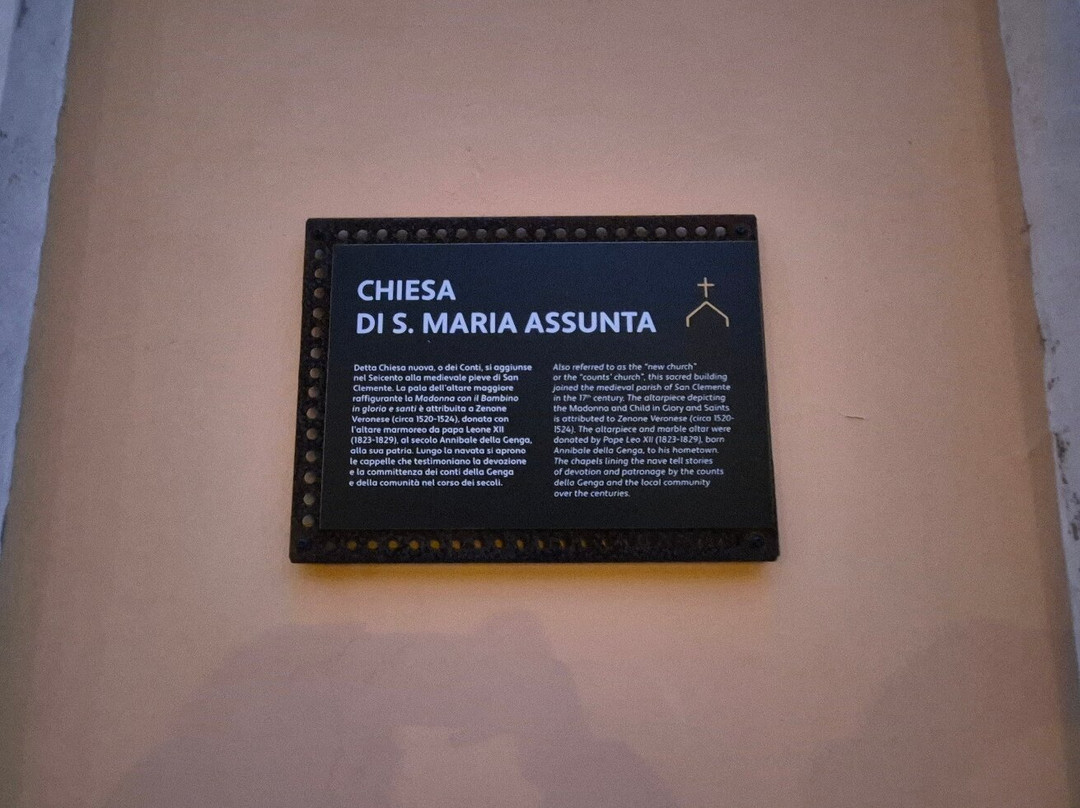 CHIESA
DI S. MARIA ASSUNTA
Detta Chiesa nuova, o dei Conti, si aggiunse
nel Seicento alla medievale pieve di San
Clemente. La pala dell'altare maggiore
raffigurante la Madonna con il Bambino
in gloria e santi è attribuita a Zenone
Veronese (circa 1520-1524), donata con
l'altare marmoreo da papa Leone XII
(1823-1829), al secolo Annibale della Genga,
alla sua patria. Lungo la navata si aprono
le cappelle che testimoniano la devozione
e la committenza dei conti della Genga
e della comunità nel corso dei secoli.
Also referred to as the "new church"
or the "counts' church", this sacred building
joined the medieval parish of San Clemente
in the 17th century. The altarpiece depicting
the Madonna and Child in Glory and Saints
is attributed to Zenone Veronese (circa 1520-
1524). The altarpiece and marble altar were
donated by Pope Leo XII (1823-1829), born
Annibale della Genga, to his hometown.
The chapels lining the nave tell stories
of devotion and patronage by the counts
della Genga and the local community
over the centuries.